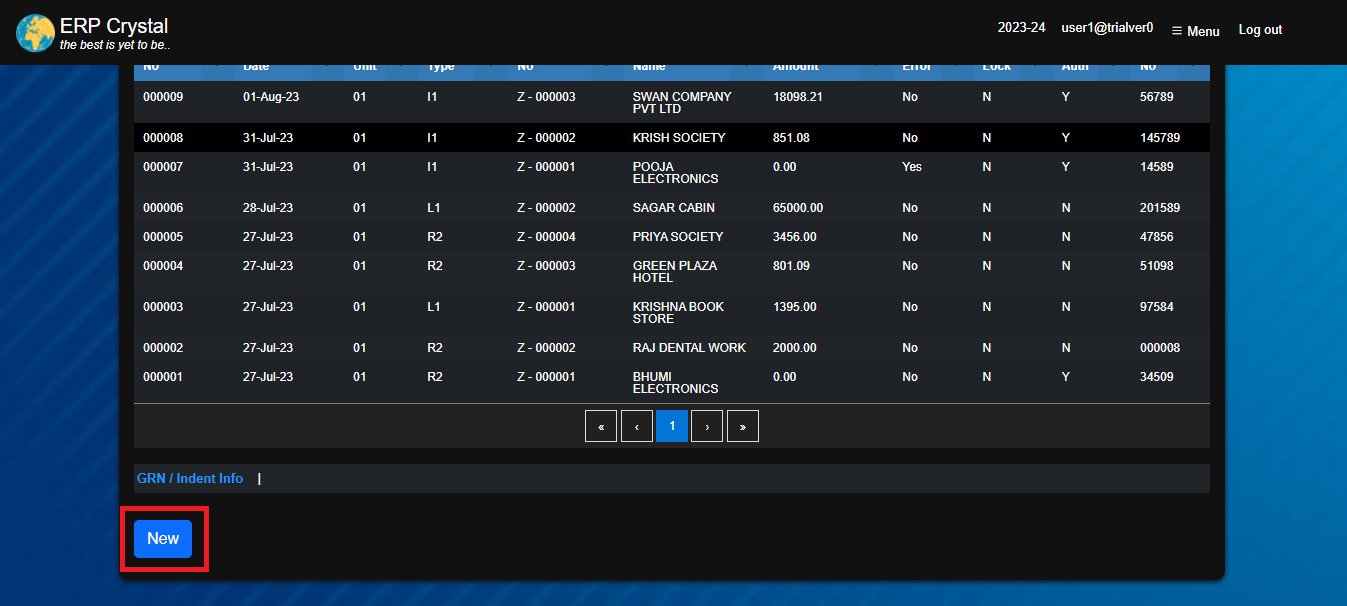 ERP Crystal
the best is yet to be..
2023-24 user1@trialver0 ☰ Menu Log out
No Date Unit Type No Name Amount Error Lock Auth No
000009 01-Aug-23 01 I1 Z - 000003 SWAN COMPANY PVT LTD 18098.21 No N Y 56789
000008 31-Jul-23 01 I1 Z - 000002 KRISH SOCIETY 851.08 No N Y 145789
000007 31-Jul-23 01 I1 Z - 000001 POOJA ELECTRONICS 0.00 Yes N Y 14589
000006 28-Jul-23 01 L1 Z - 000002 SAGAR CABIN 65000.00 No N N 201589
000005 27-Jul-23 01 R2 Z - 000004 PRIYA SOCIETY 3456.00 No N N 47856
000004 27-Jul-23 01 R2 Z - 000003 GREEN PLAZA HOTEL 801.09 No N N 51098
000003 27-Jul-23 01 L1 Z - 000001 KRISHNA BOOK STORE 1395.00 No N N 97584
000002 27-Jul-23 01 R2 Z - 000002 RAJ DENTAL WORK 2000.00 No N N 000008
000001 27-Jul-23 01 R2 Z - 000001 BHUMI ELECTRONICS 0.00 No N Y 34509
« ‹ 1 › »
GRN / Indent Info |
New